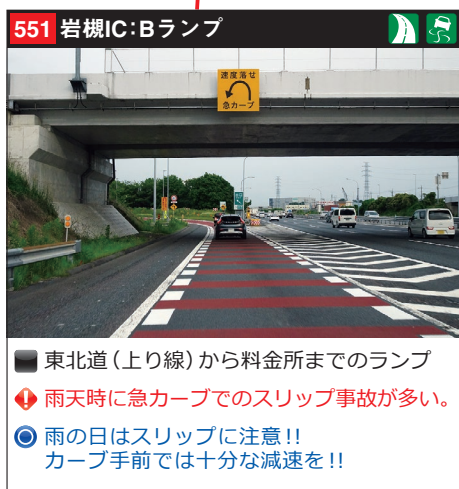 551 岩槻IC:Bランプ
速度落せ
急カーブ
東北道(上り線)から料金所までのランプ
雨天時に急カーブでのスリップ事故が多い。
雨の日はスリップに注意!!
カーブ手前では十分な減速を!!